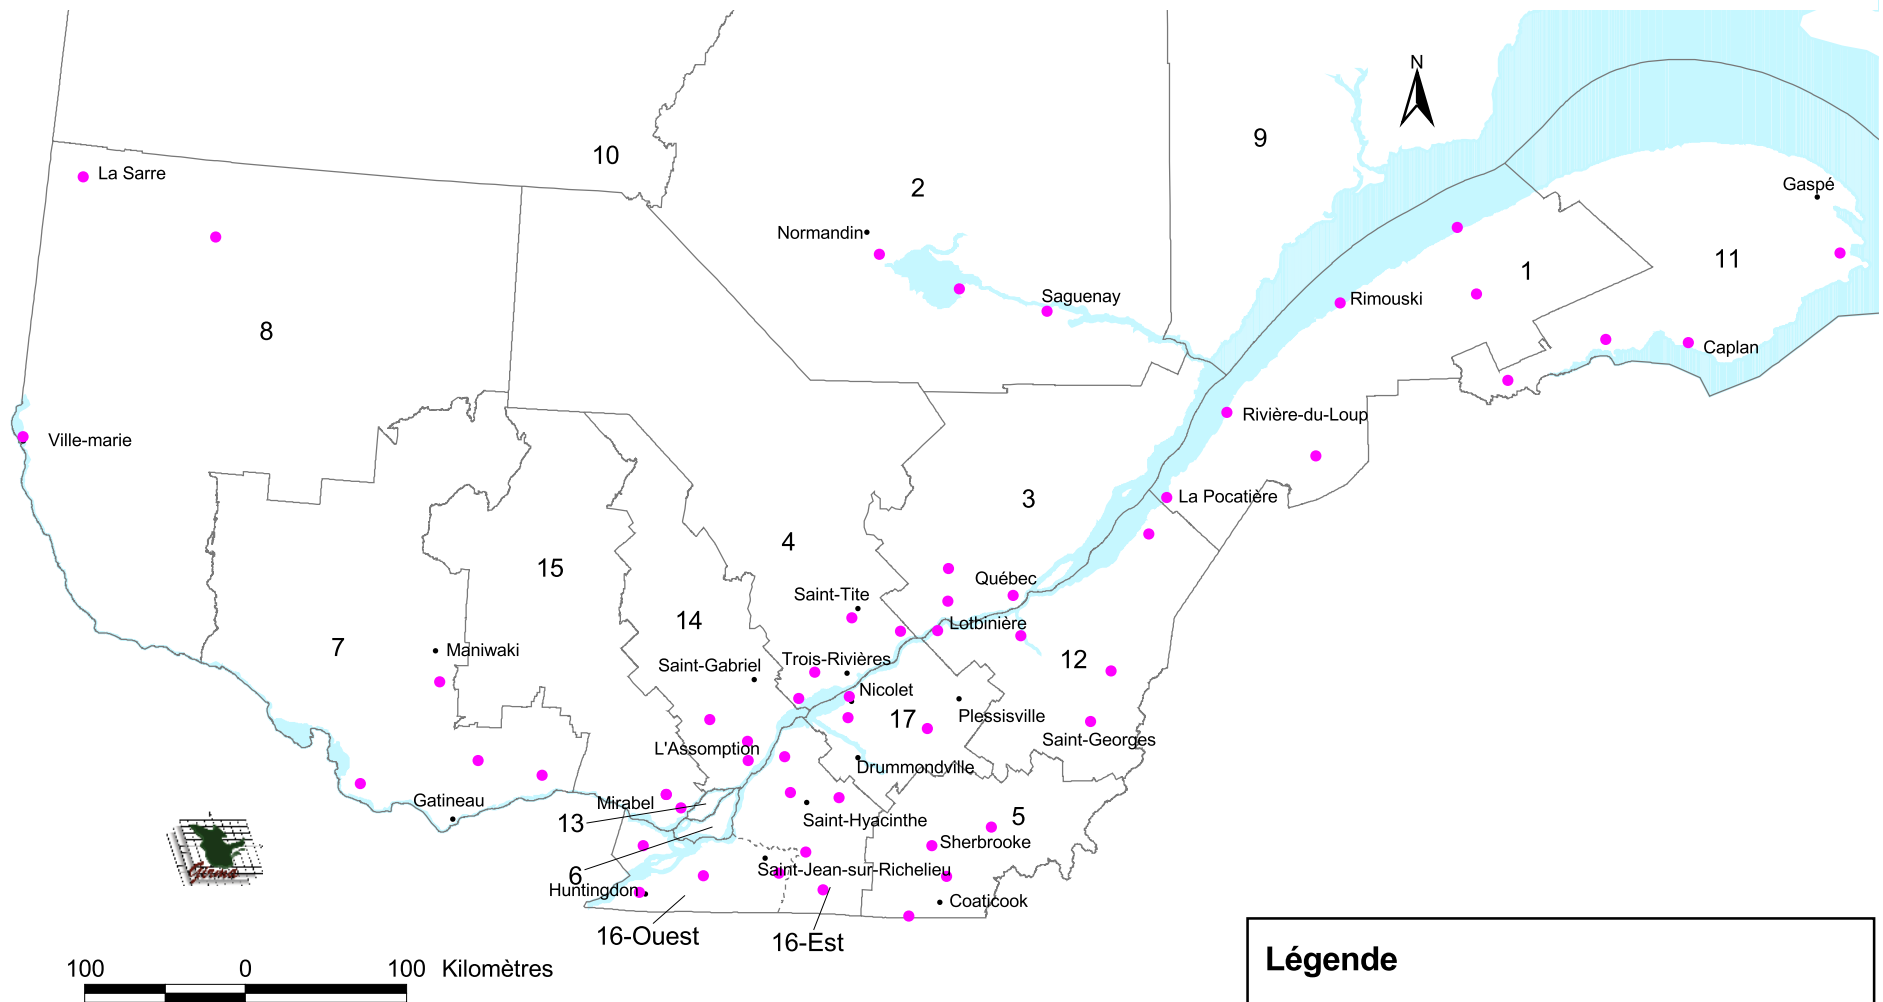 N
10
9
2
La Sarre
Gaspé
Normandin
11
1
Saguenay
Rimouski
8
Caplan
Rivière-du-Loup
Ville-marie
3
La Pocatière
4
15
Québec
Saint-Tite
14
Lotbinière
7
Maniwaki
Saint-Gabriel
Trois-Rivières
12
Nicolet
17
Plessisville
L'Assomption
Saint-Georges
Drummondville
Gatineau
Mirabel
13
Saint-Hyacinthe
5
Sherbrooke
6
Saint-Jean-sur-Richelieu
Huntingdon
Coaticook
16-Ouest
16-Est
Girma
Légende
100 0 100 Kilomètres